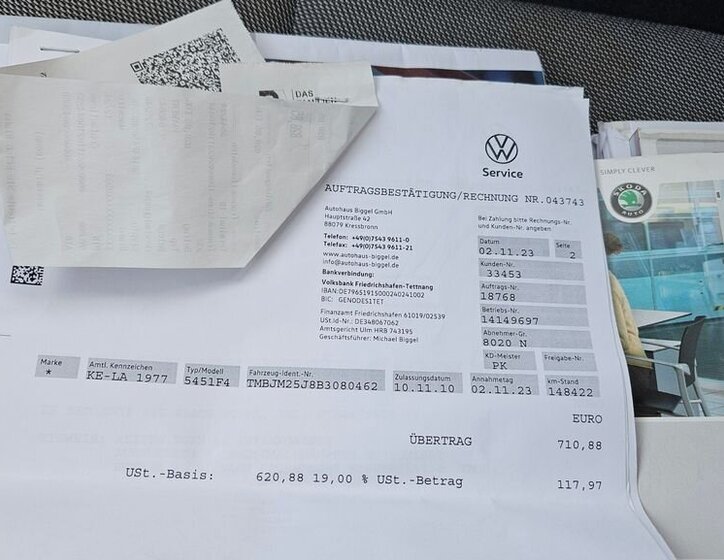 DAS
Service
AUFTRAGSBESTÄTIGUNG/RECHNUNG NR.043743
Autohaus Biggel GmbH
Hauptstraße 42
88079 Kressbronn
Telefon: +49(0)7543 9611-0
Telefax: +49(0)7543 9611-21
www.autohaus-biggel.de
info@autohaus-biggel.de
Bankverbindung:
Volksbank Friedrichshafen-Tettnang
IBAN:DE79651915000240241002
BIC: GENODES1TET
Finanzamt Friedrichshafen 61019/02539
USt.Id-Nr.: DE348067062
Amtsgericht Ulm HRB 743195
Geschäftsführer: Michael Biggel
Bei Zahlung bitte Rechnungs-Nr.
und Kunden-Nr. angeben
Datum Seite
02.11.23 2
Kunden-Nr.
33453
Auftrags-Nr.
18768
Betriebs-Nr.
14149697
Abnehmer-Gr.
8020 N
KD-Meister Freigabe-Nr.
PK
Marke Amtl. Kennzeichen Typ/Modell Fahrzeug-Ident.-Nr. Zulassungsdatum Annahmetag km-Stand
* KE-LA 1977 5451F4 TMBJM25J8B3080462 10.11.10 02.11.23 148422
EURO
ÜBERTRAG 710,88
USt.-Basis: 620,88 19,00 % USt.-Betrag 117,97
SIMPLY CLEVER
SKODA
AUTO